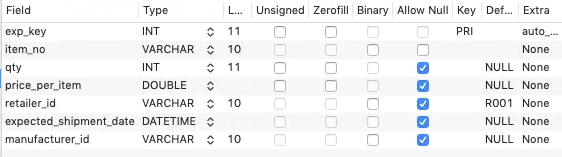 Field Type L... Unsigned Zerofill Binary Allow Null Key Def... Extra
exp_key INT 11 PRI auto_...
item_no VARCHAR 10 None
qty INT 11 NULL None
price_per_item DOUBLE NULL None
retailer_id VARCHAR 10 R001 None
expected_shipment_date DATETIME NULL None
manufacturer_id VARCHAR 10 NULL None